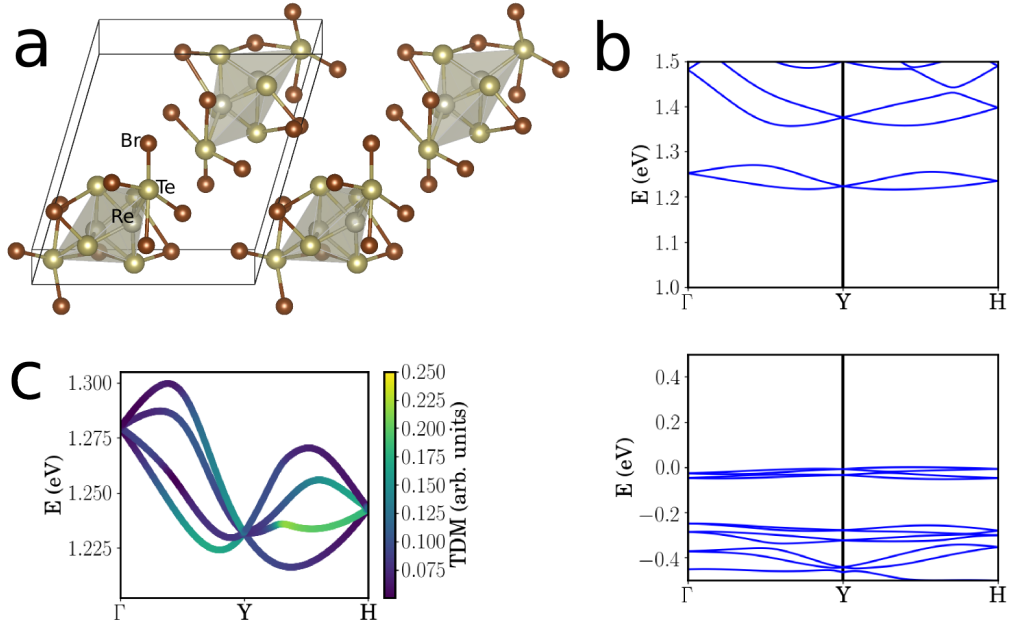 a
Br
Te
Re
b
E (eV)
1.5
1.4
1.3
1.2
1.1
1.0
Γ
Y
H
c
E (eV)
1.300
1.275
1.250
1.225
Γ
Y
H
0.250
0.225
0.200
0.175
0.150
0.125
0.100
0.075
TDM (arb. units)
E (eV)
0.4
0.2
0.0
−0.2
−0.4
Γ
Y
H